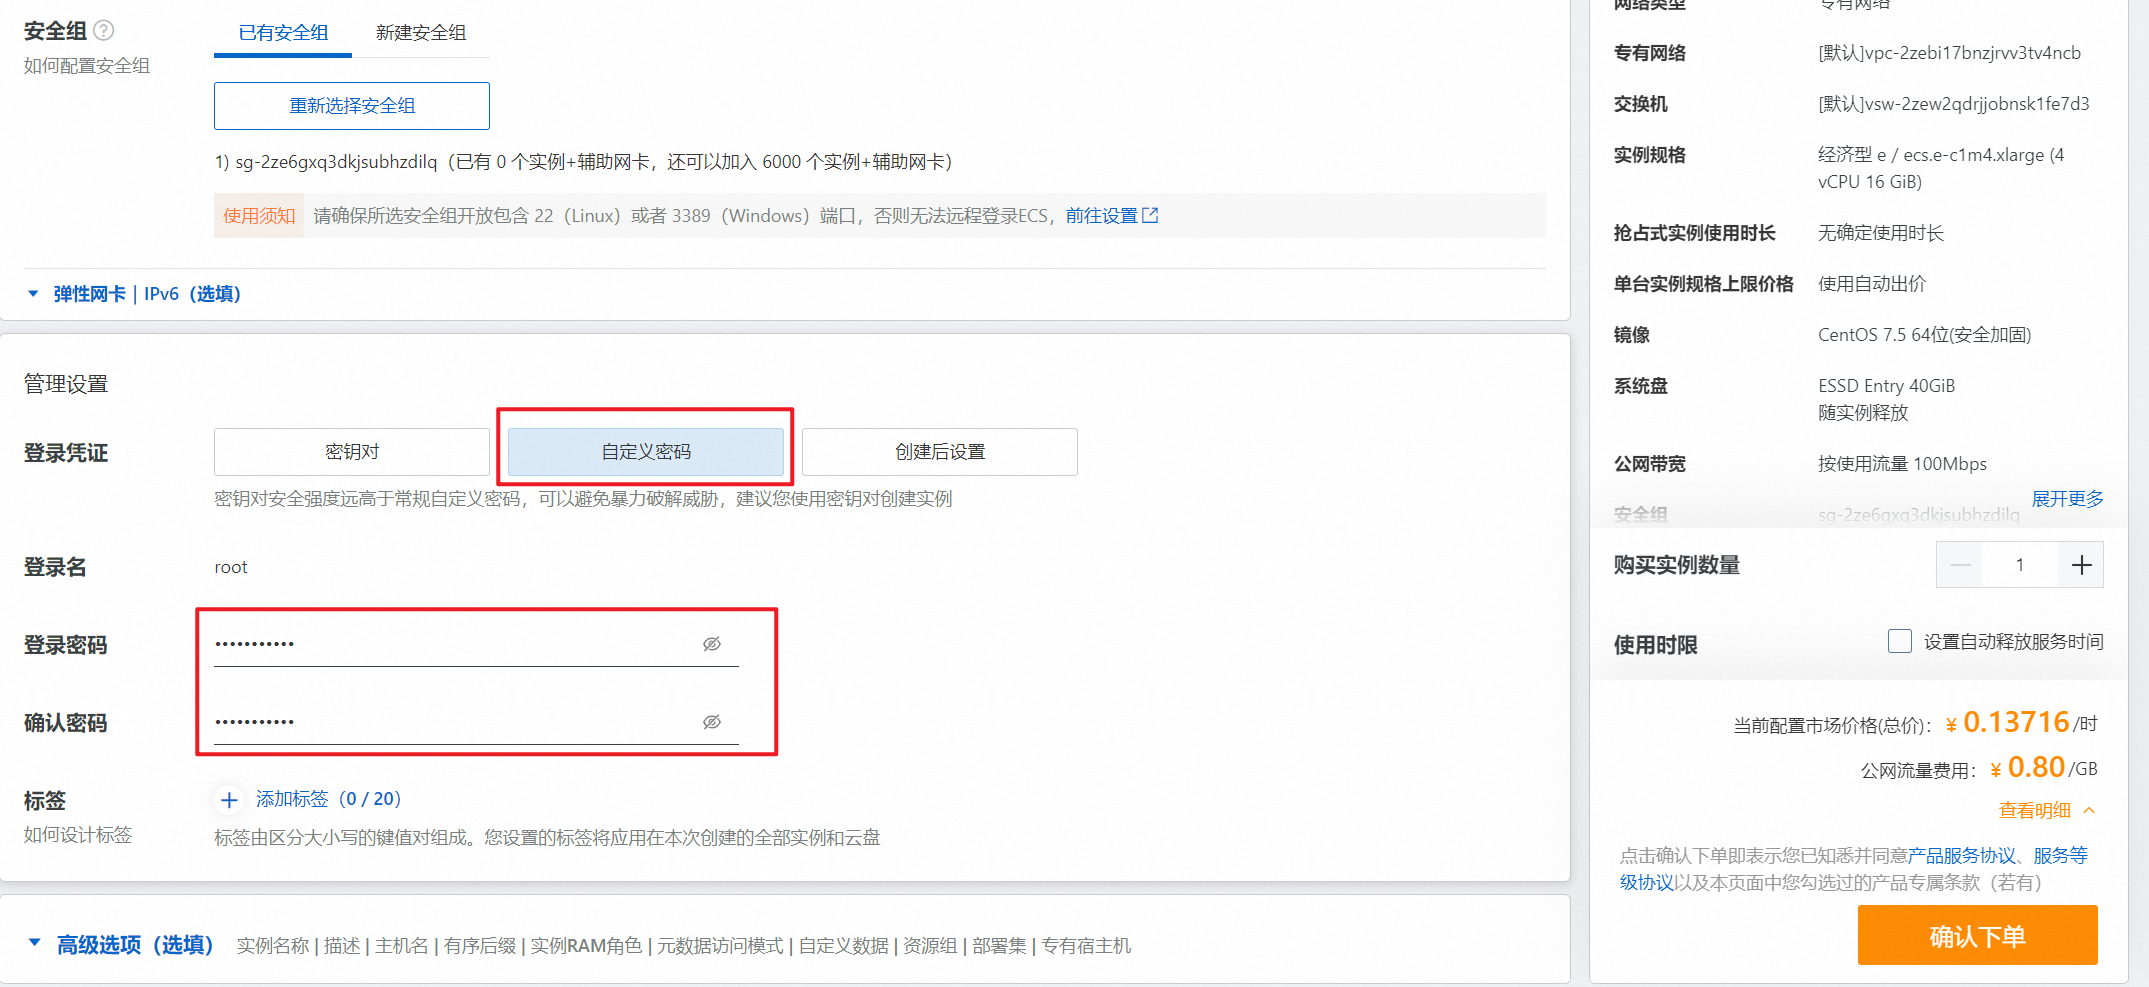 安全组
如何配置安全组
已有安全组 新建安全组
重新选择安全组
1) sg-2ze6gxq3dkjsubhzdilq（已有 0 个实例+辅助网卡，还可以加入 6000 个实例+辅助网卡）
使用须知 请确保所选安全组开放包含 22（Linux）或者 3389（Windows）端口，否则无法远程登录ECS，前往设置
弹性网卡 | IPv6（选填）
管理设置
登录凭证 密钥对 自定义密码 创建后设置
密钥对安全强度远高于常规自定义密码，可以避免暴力破解威胁，建议您使用密钥对创建实例
登录名 root
登录密码 •••••••••••
确认密码 •••••••••••
标签
如何设计标签
添加标签（0 / 20）
标签由区分大小写的键值对组成。您设置的标签将应用在本次创建的全部实例和云盘
高级选项（选填） 实例名称 | 描述 | 主机名 | 有序后缀 | 实例RAM角色 | 元数据访问模式 | 自定义数据 | 资源组 | 部署集 | 专有宿主机
网络类型 专有网络
专有网络 [默认]vpc-2zebi17bnzjrvv3tv4ncb
交换机 [默认]vsw-2zew2qdrjjobnsk1fe7d3
实例规格 经济型 e / ecs.e-c1m4.xlarge (4
vCPU 16 GiB)
抢占式实例使用时长 无确定使用时长
单台实例规格上限价格 使用自动出价
镜像 CentOS 7.5 64位(安全加固)
系统盘 ESSD Entry 40GiB
随实例释放
公网带宽 按使用流量 100Mbps
展开更多
安全组 sg-2ze6gxq3dkjsubhzdilq
购买实例数量 1
使用时限 设置自动释放服务时间
当前配置市场价格(总价)： ¥ 0.13716 /时
公网流量费用： ¥ 0.80 /GB
查看明细
点击确认下单即表示您已知悉并同意产品服务协议、服务等
级协议以及本页面中您勾选过的产品专属条款（若有）
确认下单